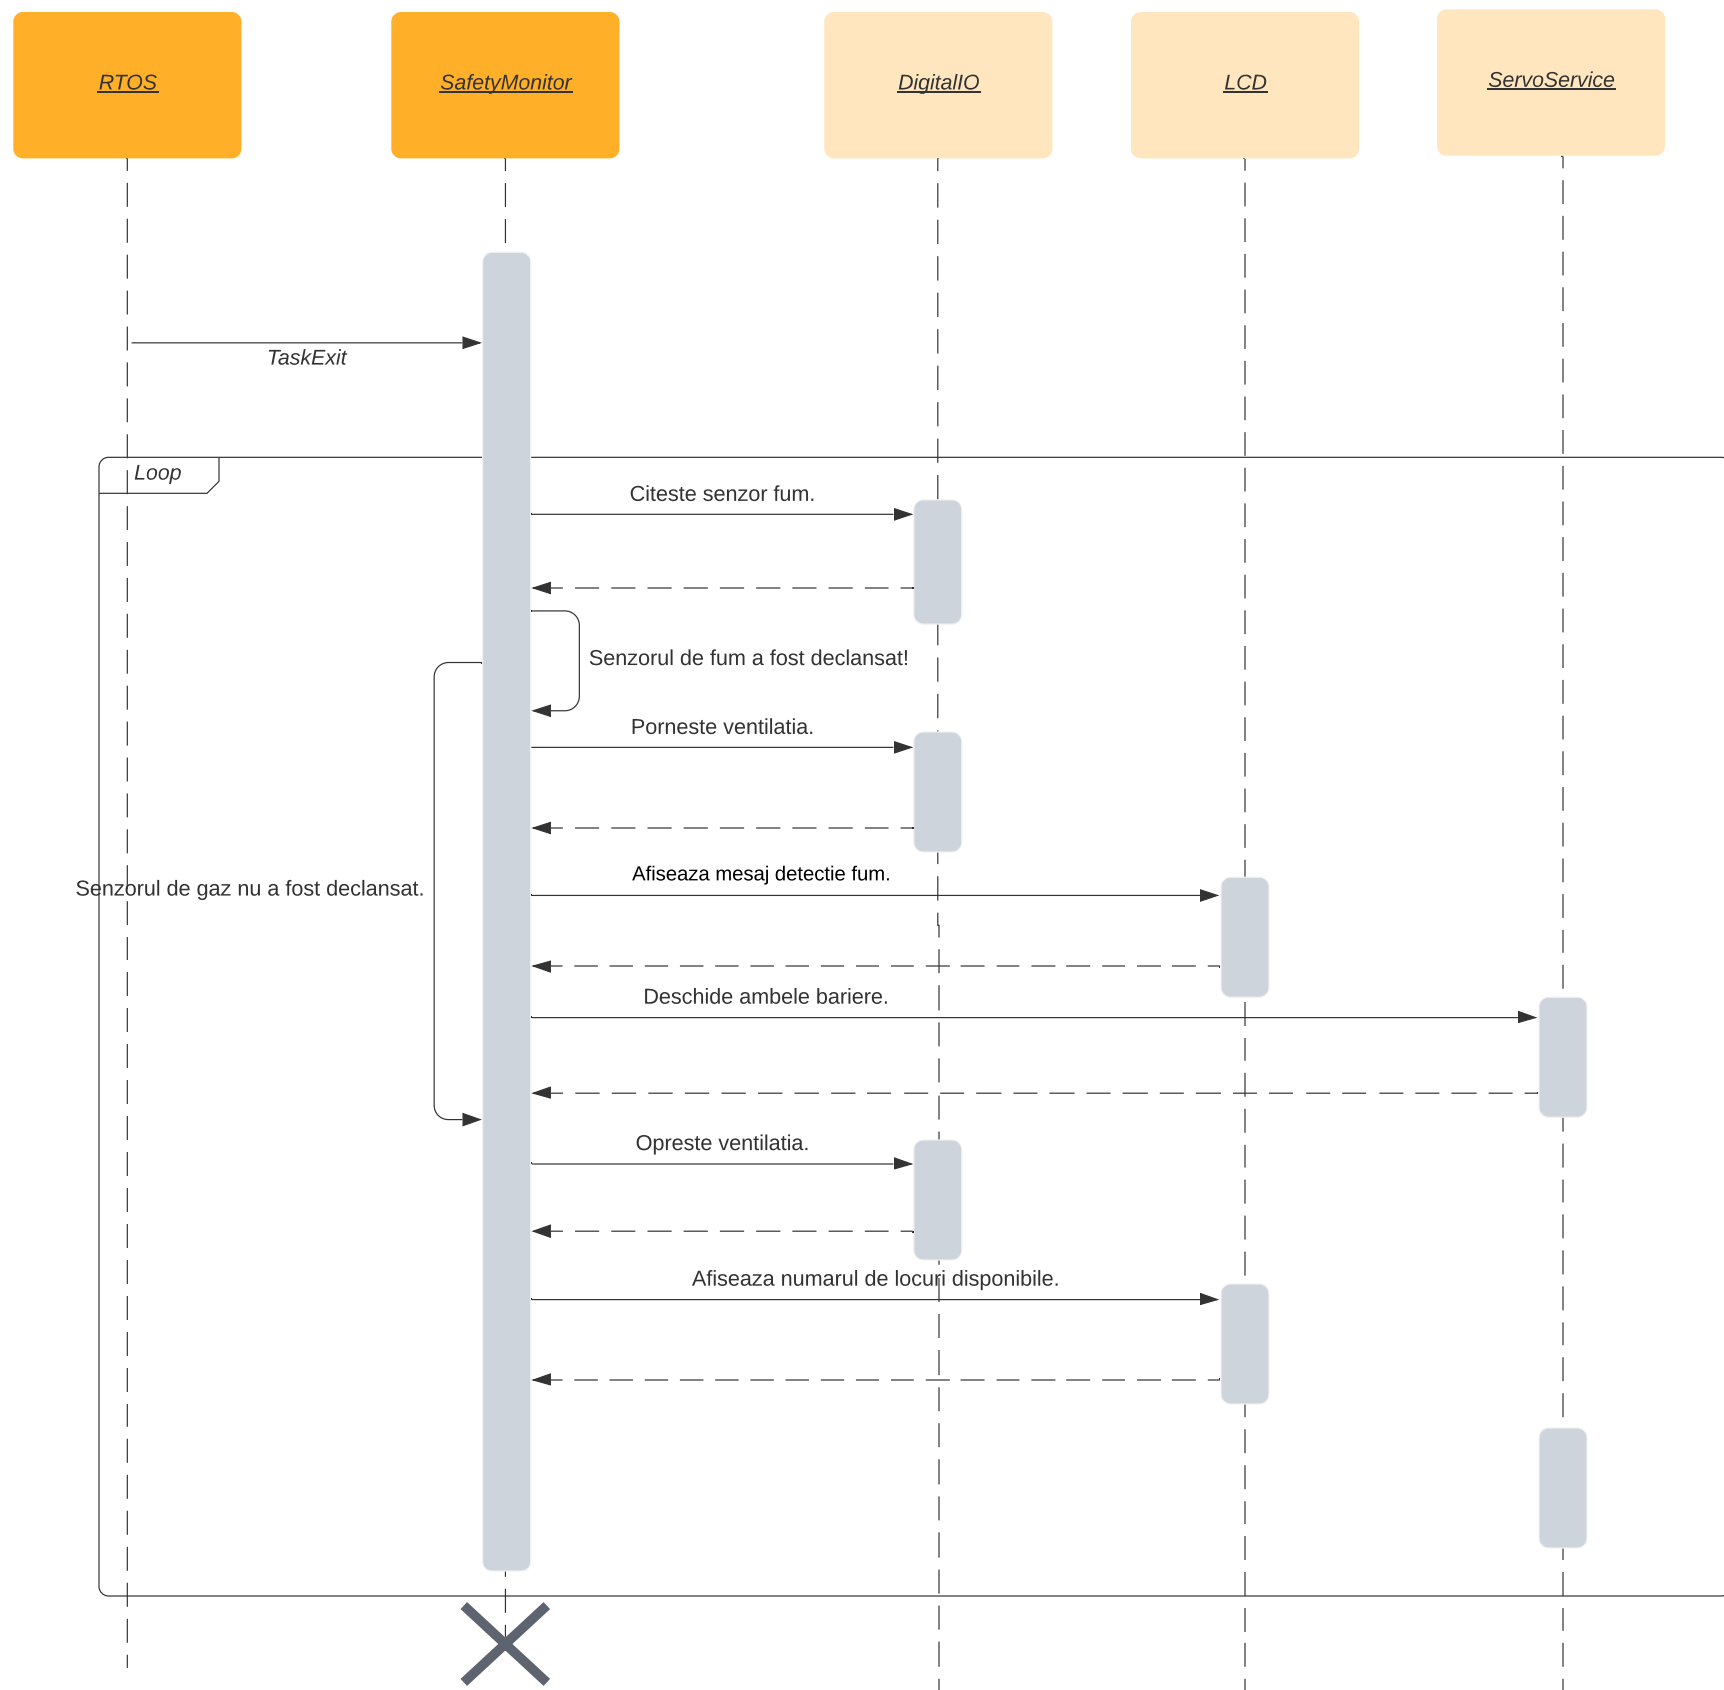 RTOS
SafetyMonitor
DigitalIO
LCD
ServoService
TaskExit
Loop
Citeste senzor fum.
Senzorul de fum a fost declansat!
Porneste ventilatia.
Afiseaza mesaj detectie fum.
Senzorul de gaz nu a fost declansat.
Deschide ambele bariere.
Opreste ventilatia.
Afiseaza numarul de locuri disponibile.